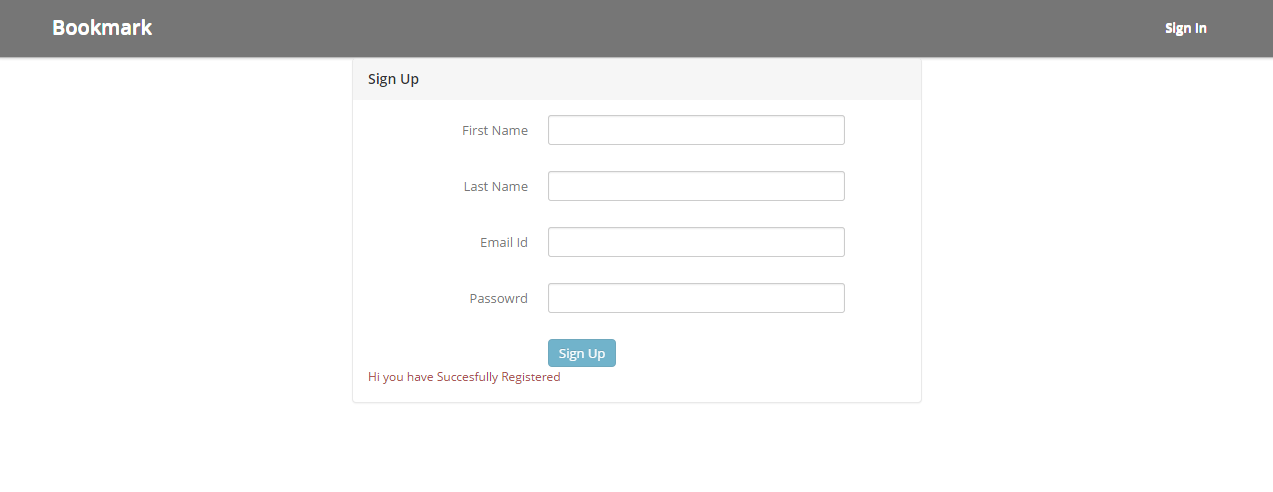 Bookmark
Sign In
Sign Up
First Name
Last Name
Email Id
Passowrd
Sign Up
Hi you have Succesfully Registered